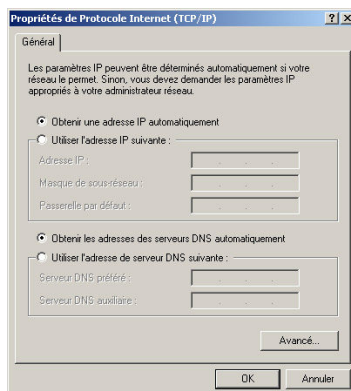 Propriétés de Protocole Internet (TCP/IP)
Général
Les paramètres IP peuvent être déterminés automatiquement si votre
réseau le permet. Sinon, vous devez demander les paramètres IP
appropriés à votre administrateur réseau.
Obtenir une adresse IP automatiquement
Utiliser l'adresse IP suivante :
Adresse IP :
Masque de sous-réseau :
Passerelle par défaut :
Obtenir les adresses des serveurs DNS automatiquement
Utiliser l'adresse de serveur DNS suivante :
Serveur DNS préféré :
Serveur DNS auxiliaire :
Avancé...
OK Annuler